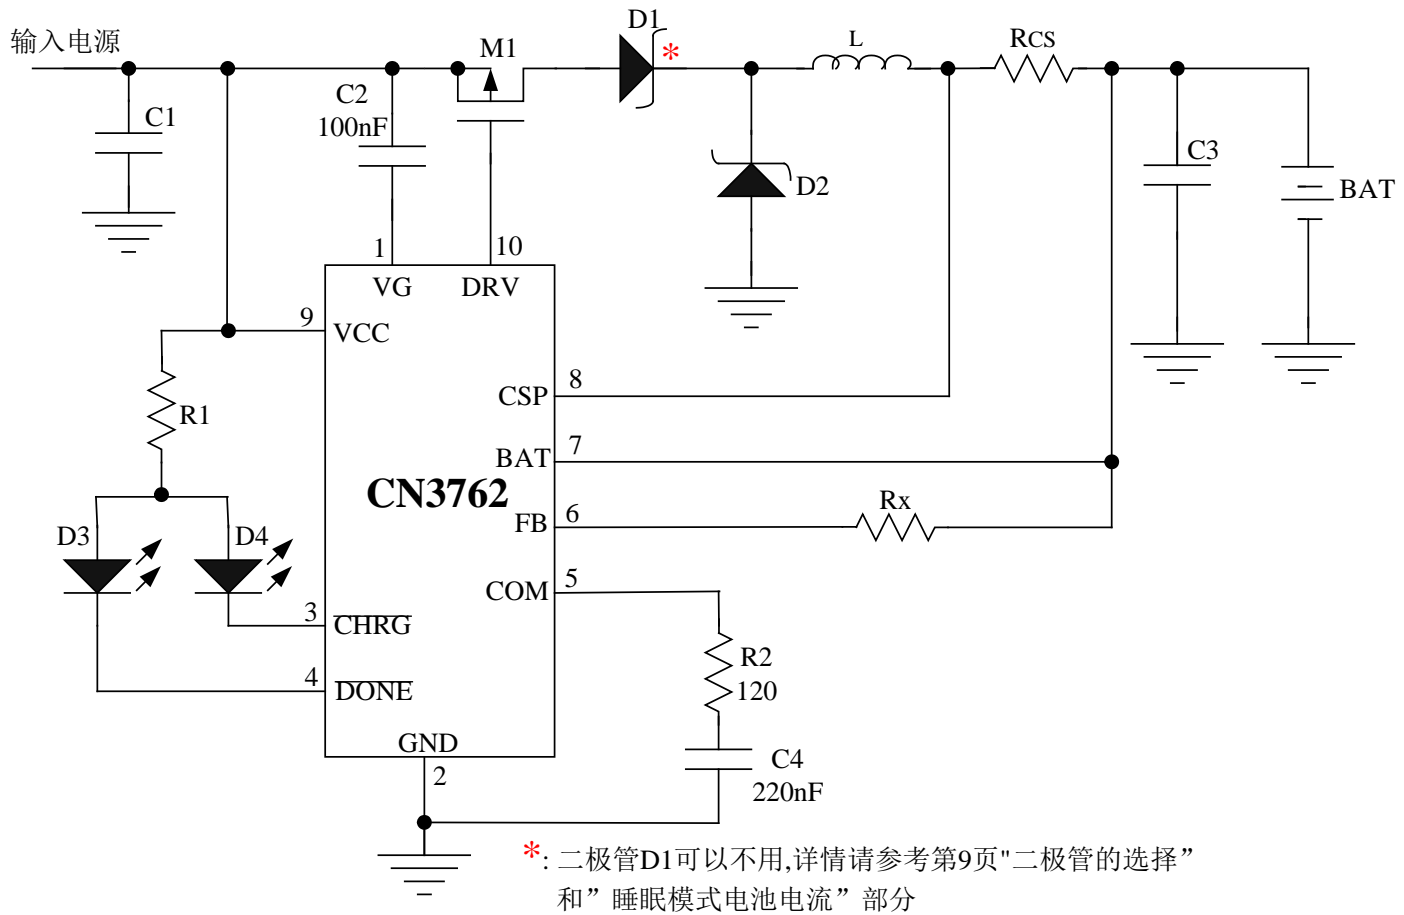 输入电源
D1
*
M1
L
RCS
C1
C2
100nF
C3
D2
BAT
1
10
VG
DRV
9
VCC
8
CSP
R1
7
BAT
CN3762
Rx
6
FB
D3
D4
5
COM
3
CHRG
R2
120
4
DONE
GND
2
C4
220nF
*: 二极管D1可以不用,详情请参考第9页"二极管的选择”
和”睡眠模式电池电流”部分